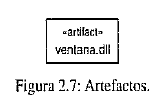 «artifact»
ventana.dll
Figura 2.7: Artefactos.